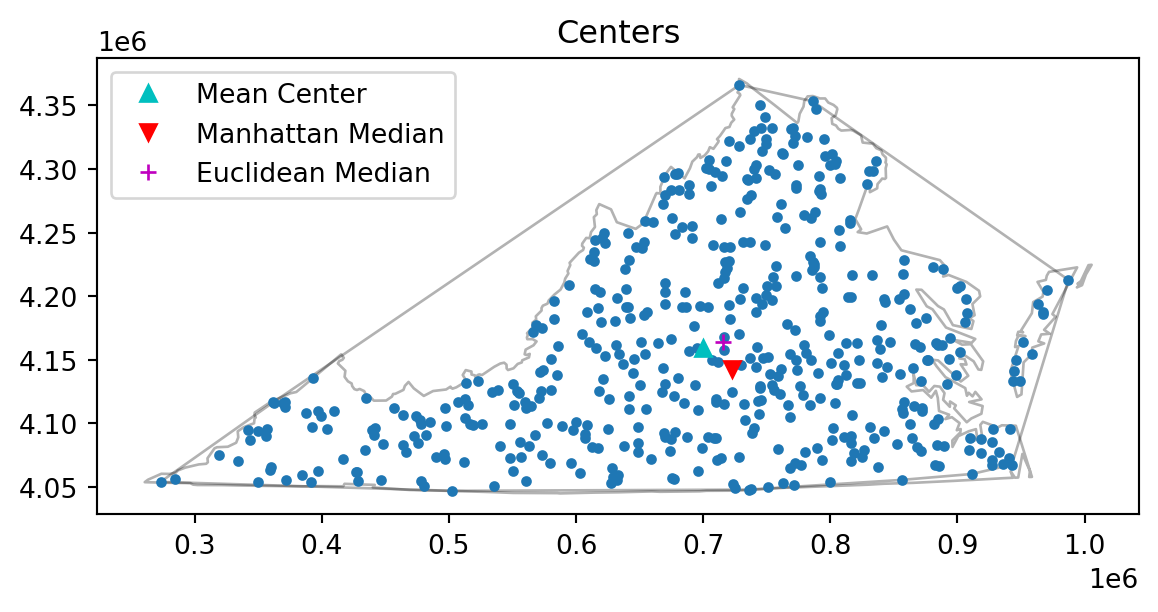 Centers
1e6
Mean Center
Manhattan Median
Euclidean Median
4.35
4.30
4.25
4.20
4.15
4.10
4.05
0.3 0.4 0.5 0.6 0.7 0.8 0.9 1.0
1e6